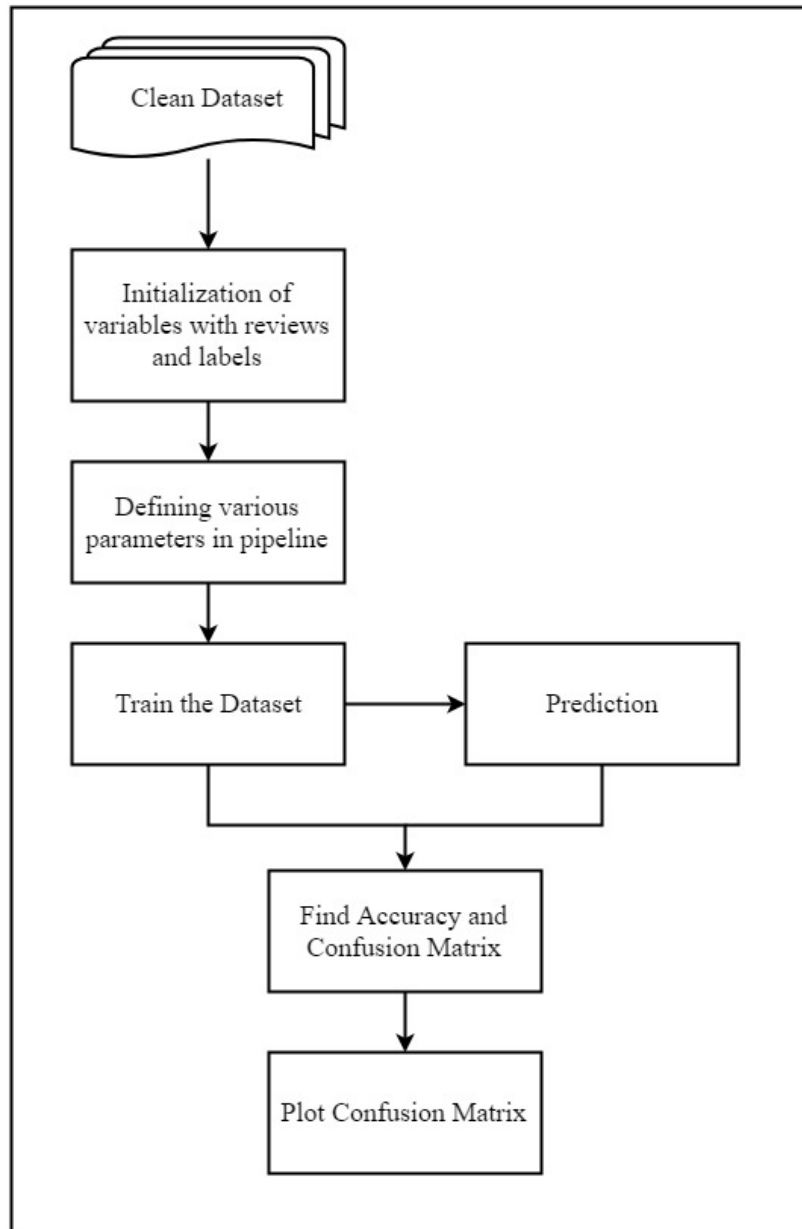 Clean Dataset
Initialization of
variables with reviews
and labels
Defining various
parameters in pipeline
Train the Dataset
Prediction
Find Accuracy and
Confusion Matrix
Plot Confusion Matrix